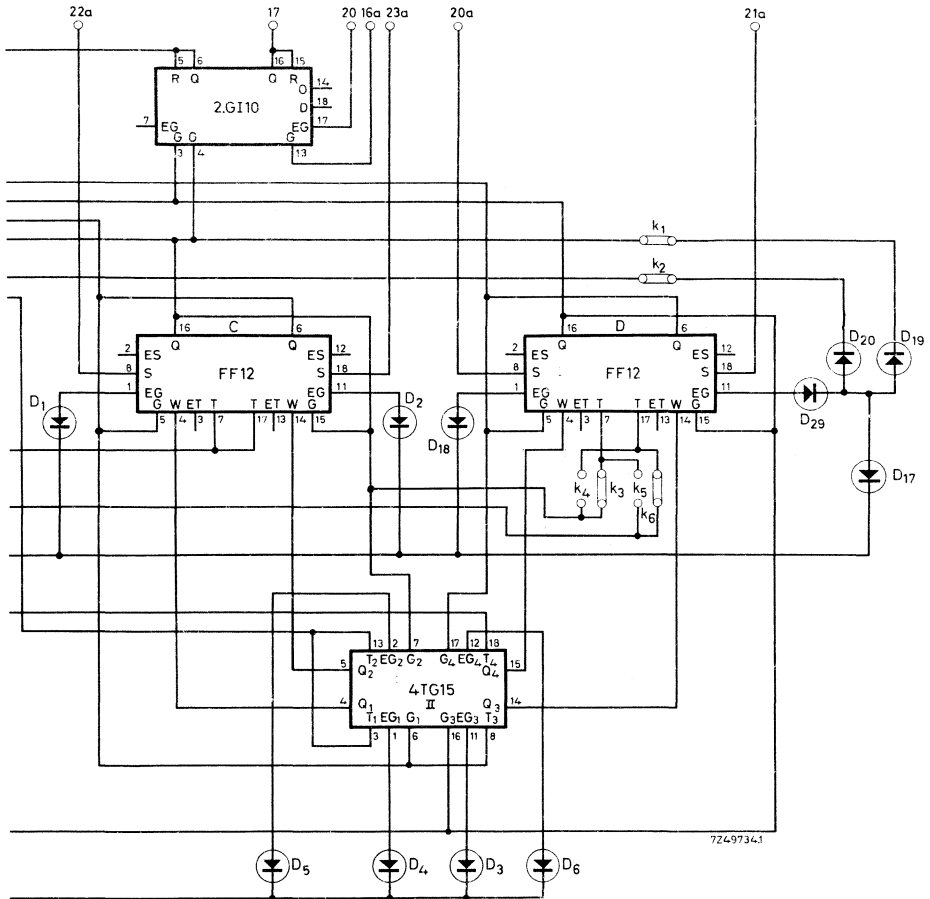 22a 17 20 16a 23a 20a 21a
5 6 16 15
R Q Q R 14
O
2.GI10 D 18
7 EG EG 17
G G G
3 4 13
k1
k2
16 C 6 16 D 6 D20 D19
2 ES Q Q ES 12 2 ES Q Q ES 12
8 S FF12 S 18 8 S FF12 S 18
1 EG EG 11 1 EG EG 11
D1 G W ET T T ET W G D2 D18 G W ET T T ET W G D29
5 4 3 7 17 13 14 15 5 4 3 7 17 13 14 15
D17
k4 k3 k5
k6
13 2 7 17 12 18
T2 EG2 G2 G4 EG4 T4
5 Q2 Q4 15
4TG15
4 Q1 II Q3 14
T1 EG1 G1 G3 EG3 T3
3 1 6 16 11 8
7Z49734.1
D5 D4 D3 D6